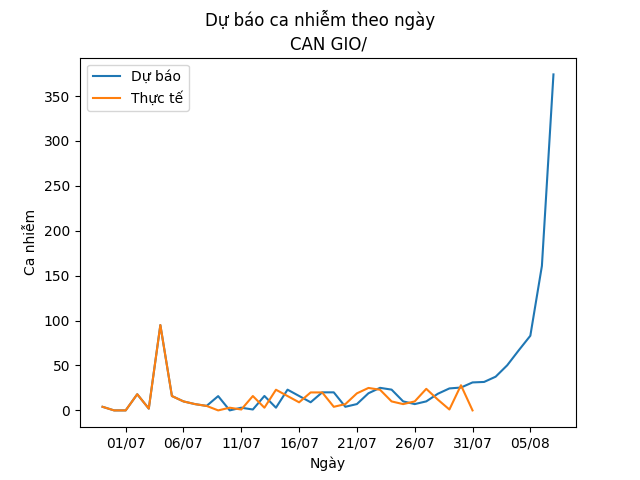 Dự báo ca nhiễm theo ngày
CAN GIO/
Dự báo
Thực tế
350
300
250
200
150
100
50
0
Ca nhiễm
01/07 06/07 11/07 16/07 21/07 26/07 31/07 05/08
Ngày